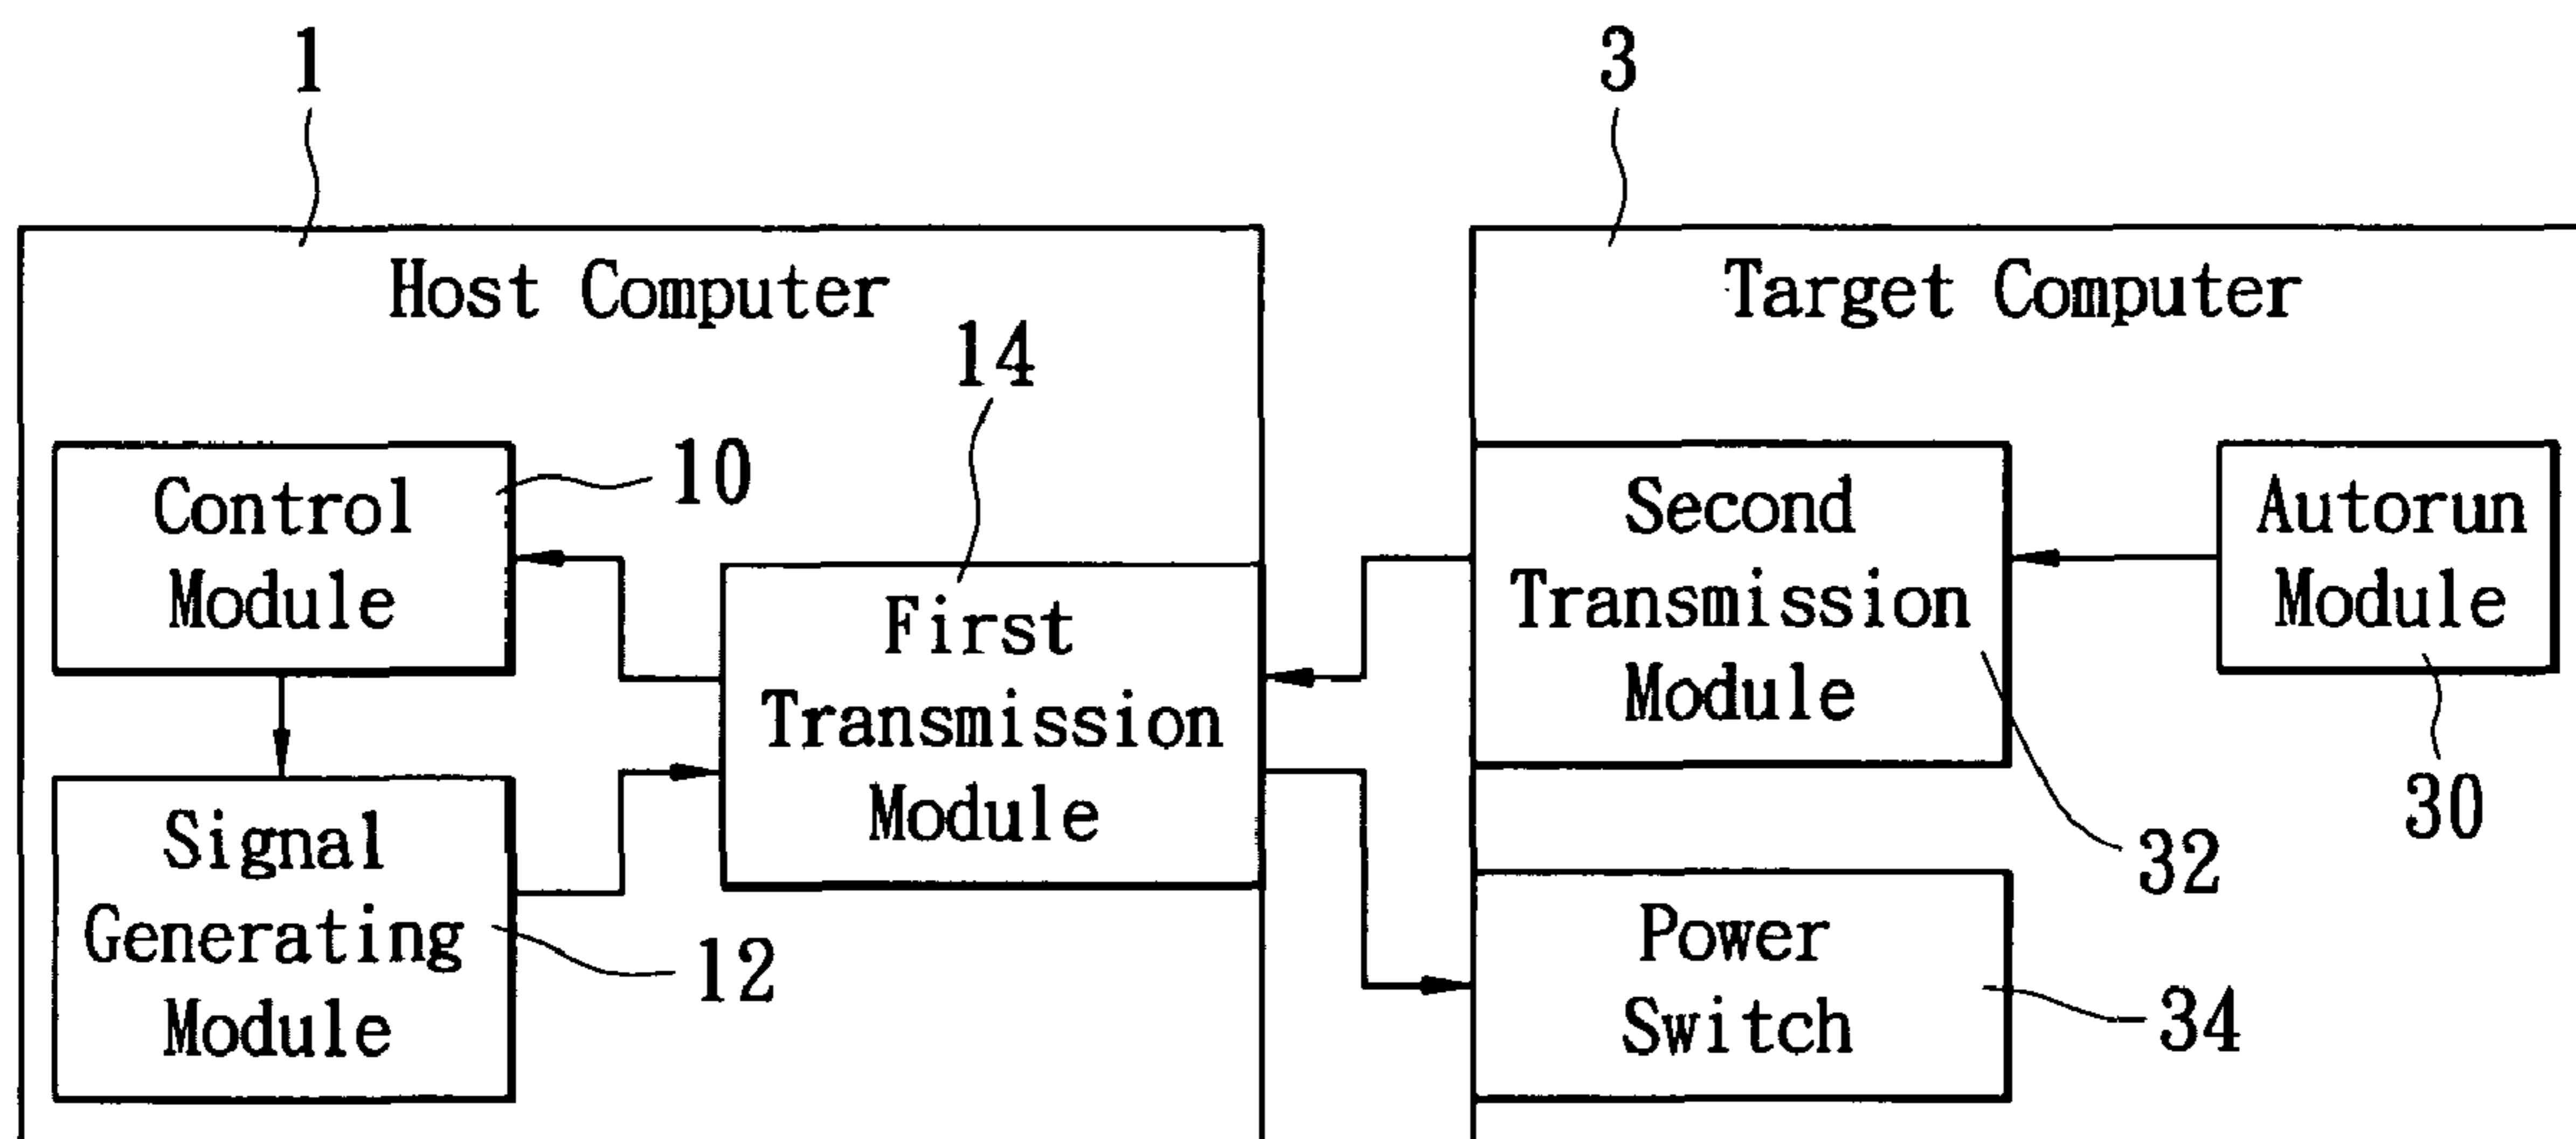 1
3
Host Computer
Target Computer
14
Control
Module
10
First
Transmission
Module
Signal
Generating
Module
12
Second
Transmission
Module
32
Autorun
Module
30
Power
Switch
34